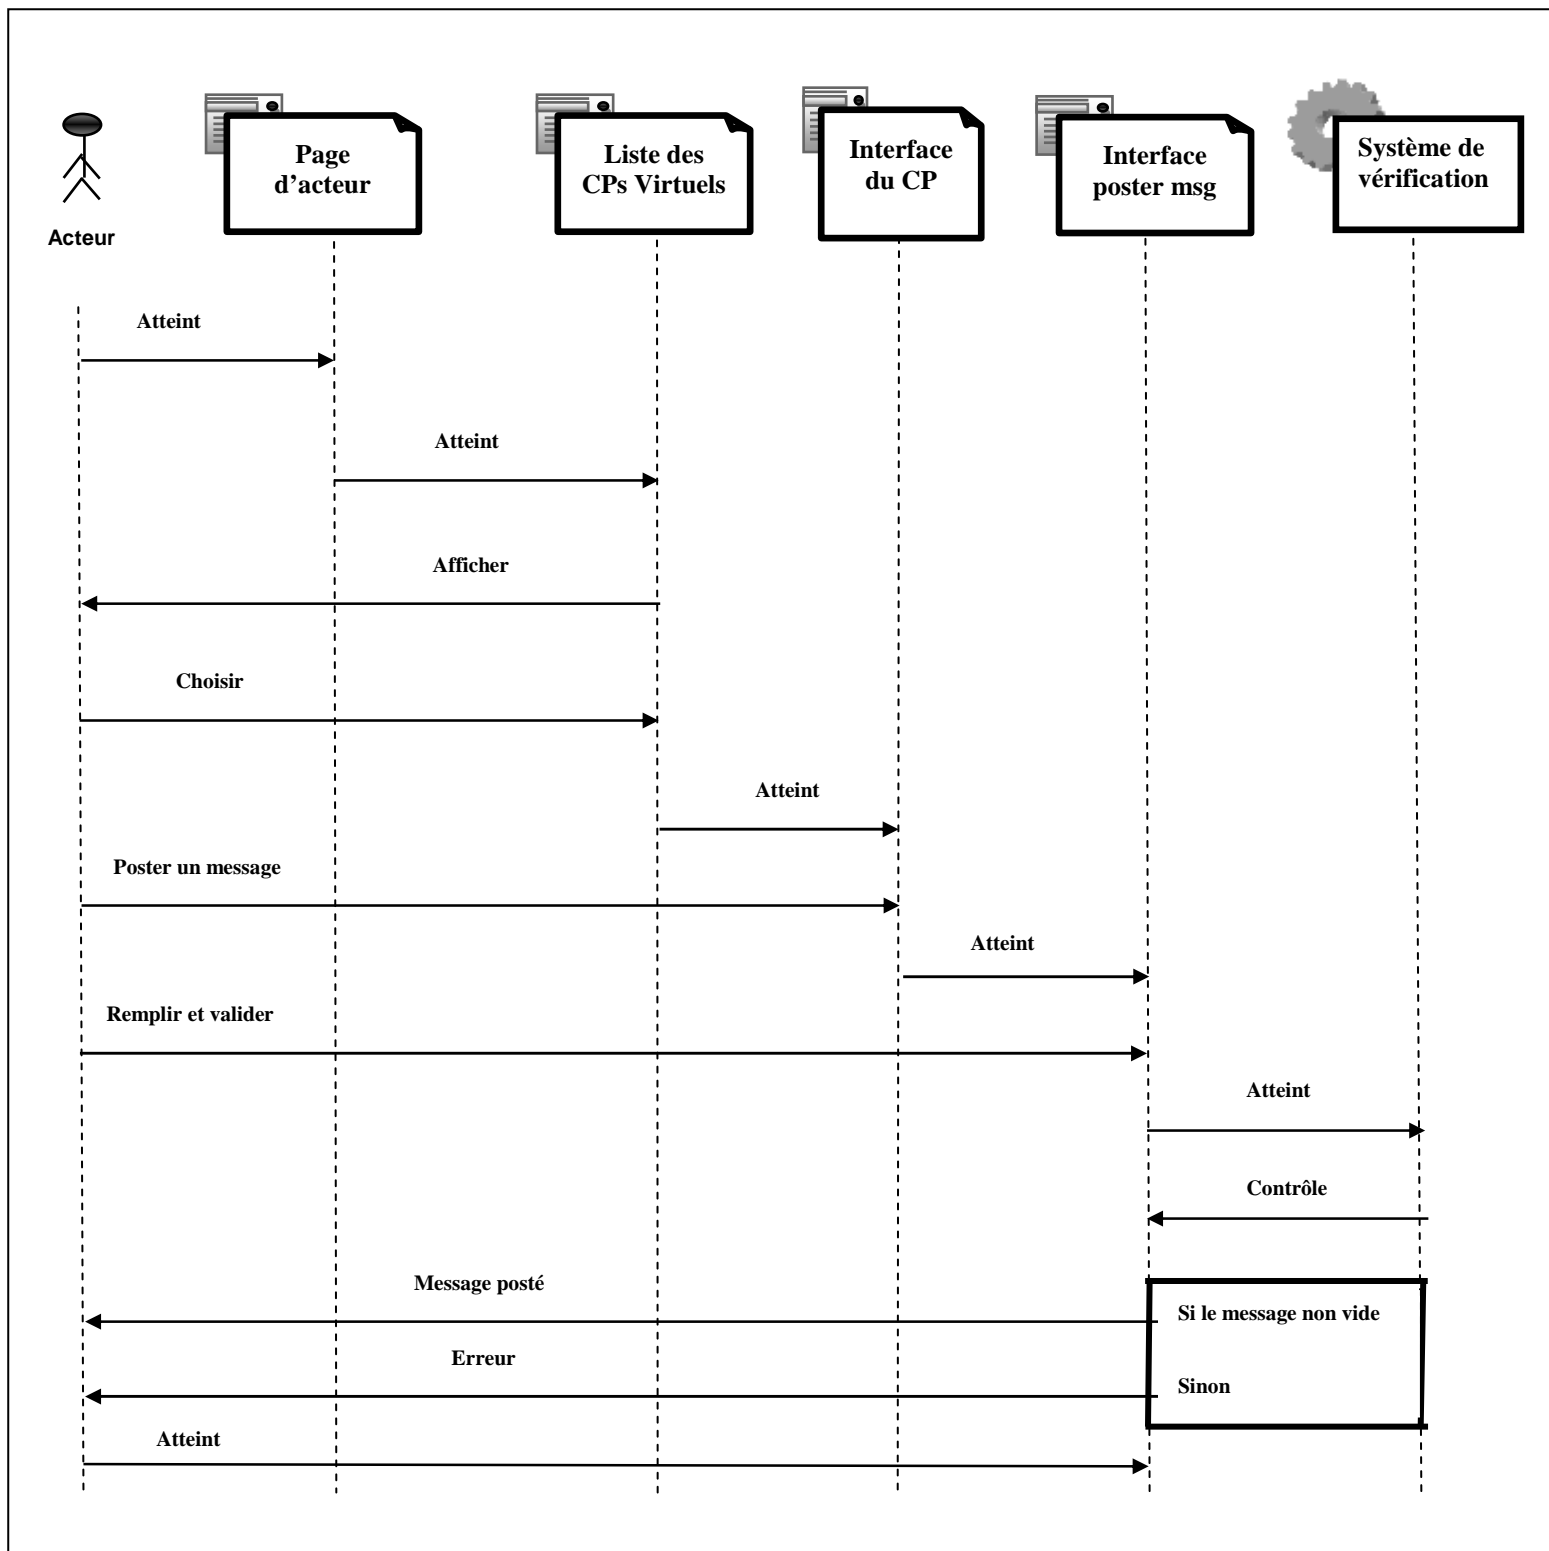 Page
d’acteur
Liste des
CPs Virtuels
Interface
du CP
Interface
poster msg
Système de
vérification
Acteur
Atteint
Atteint
Afficher
Choisir
Atteint
Poster un message
Atteint
Remplir et valider
Atteint
Contrôle
Message posté
Si le message non vide
Erreur
Sinon
Atteint